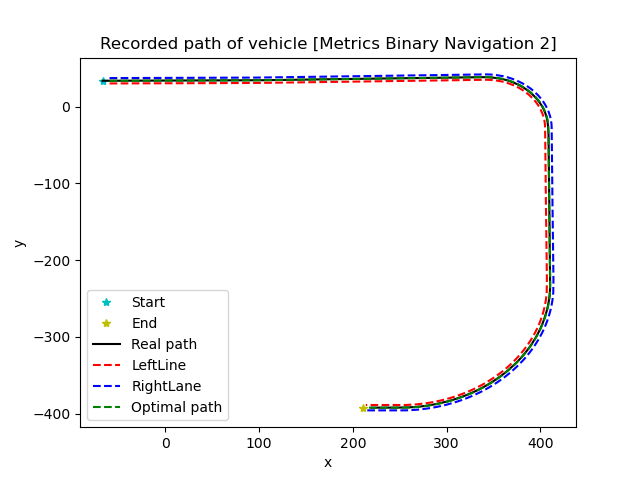 Recorded path of vehicle [Metrics Binary Navigation 2]
0
−100
−200
−300
−400
y
Start
End
Real path
LeftLine
RightLane
Optimal path
0 100 200 300 400
x